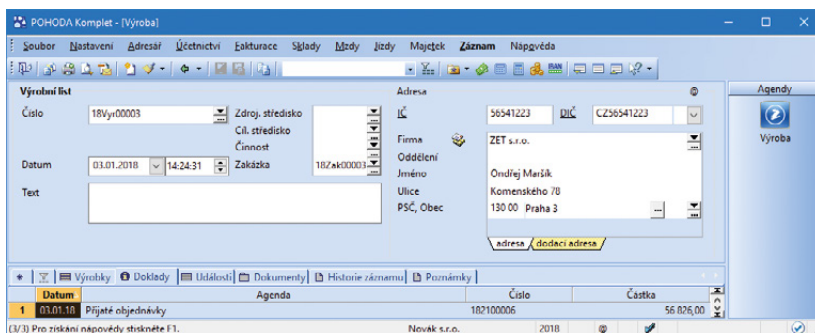 POHODA Komplet - [Výroba]
Soubor Nastavení Adresář Účetnictví Fakturace Sklady Mzdy Jízdy Majetek Záznam Nápověda
Výrobní list
Adresa
@
Agendy
Číslo 18Vyr00003 Zdroj. středisko
Cíl. středisko
Činnost
Datum 03.01.2018 14:24:31 Zakázka 18Zak00003
Text
IČ 56541223 DIČ CZ56541223
Firma ZET s.r.o.
Oddělení
Jméno Ondřej Maršík
Ulice Komenského 78
PSČ, Obec 130 00 Praha 3
adresa dodací adresa
Výroba
* Výrobky Doklady Události Dokumenty Historie záznamu Poznámky
Datum Agenda Číslo Částka
1 03.01.18 Přijaté objednávky 182100006 56 826,00
(3/3) Pro získání nápovědy stiskněte F1. Novák s.r.o. 2018 @